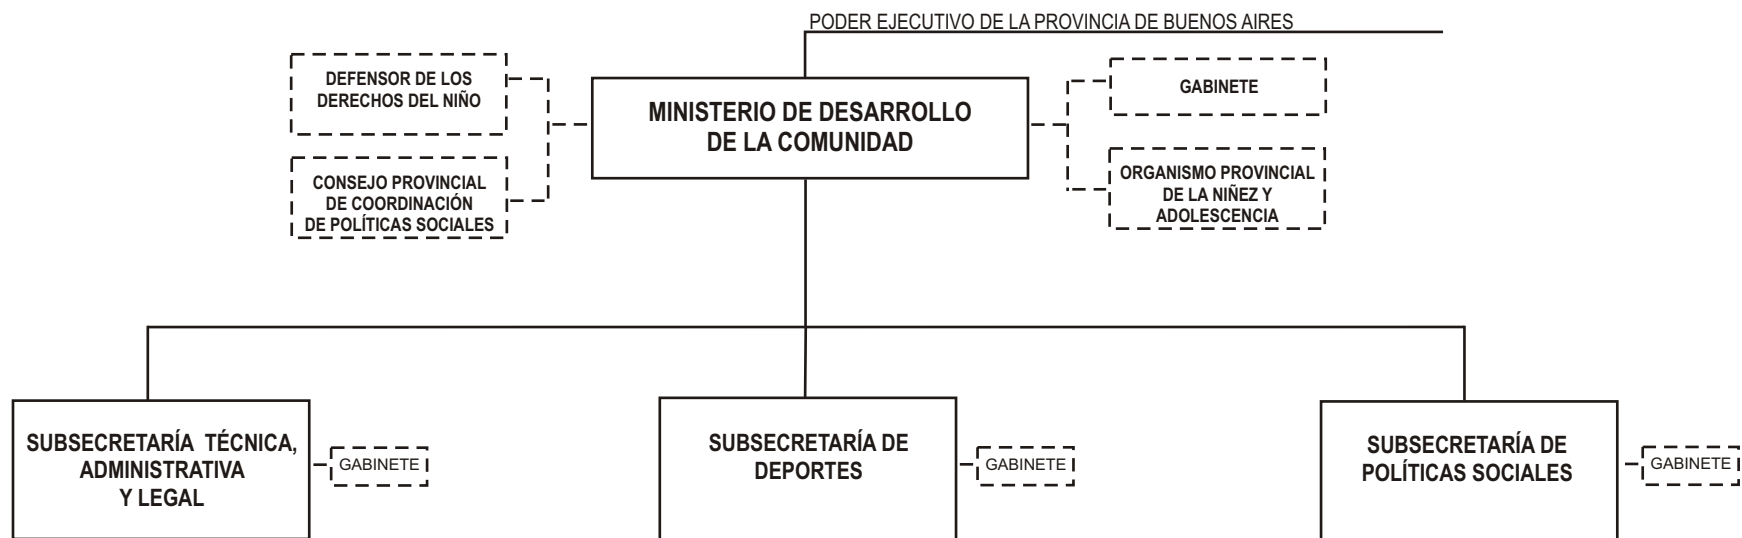 PODER EJECUTIVO DE LA PROVINCIA DE BUENOS AIRES
DEFENSOR DE LOS
DERECHOS DEL NIÑO
MINISTERIO DE DESARROLLO
DE LA COMUNIDAD
GABINETE
CONSEJO PROVINCIAL
DE COORDINACIÓN
DE POLÍTICAS SOCIALES
ORGANISMO PROVINCIAL
DE LA NIÑEZ Y
ADOLESCENCIA
SUBSECRETARÍA TÉCNICA,
ADMINISTRATIVA
Y LEGAL
GABINETE
SUBSECRETARÍA DE
DEPORTES
GABINETE
SUBSECRETARÍA DE
POLÍTICAS SOCIALES
GABINETE